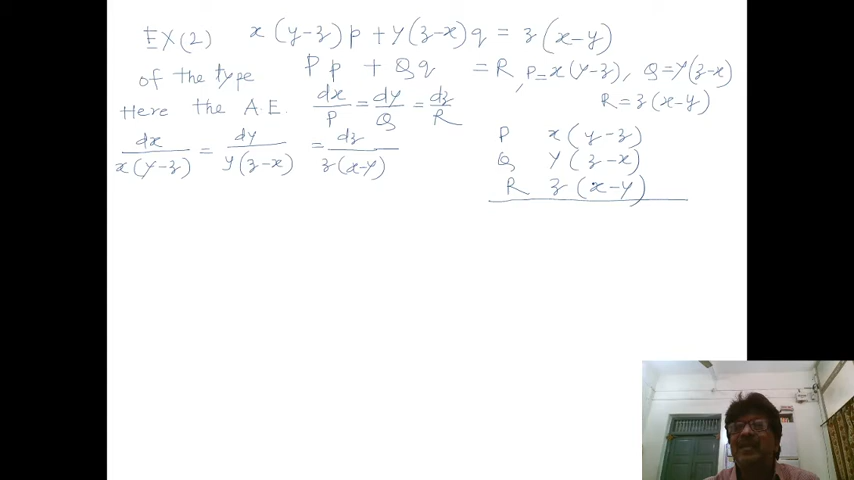 EX(2) x(y-z)p + y(z-x)q = z(x-y)
of the type Pp + Qq = R, P=x(y-z), Q=y(z-x)
R=z(x-y)
Here the A.E. dx/P = dy/Q = dz/R
dx/x(y-z) = dy/y(z-x) = dz/z(x-y)
P x(y-z)
Q y(z-x)
R z(x-y)